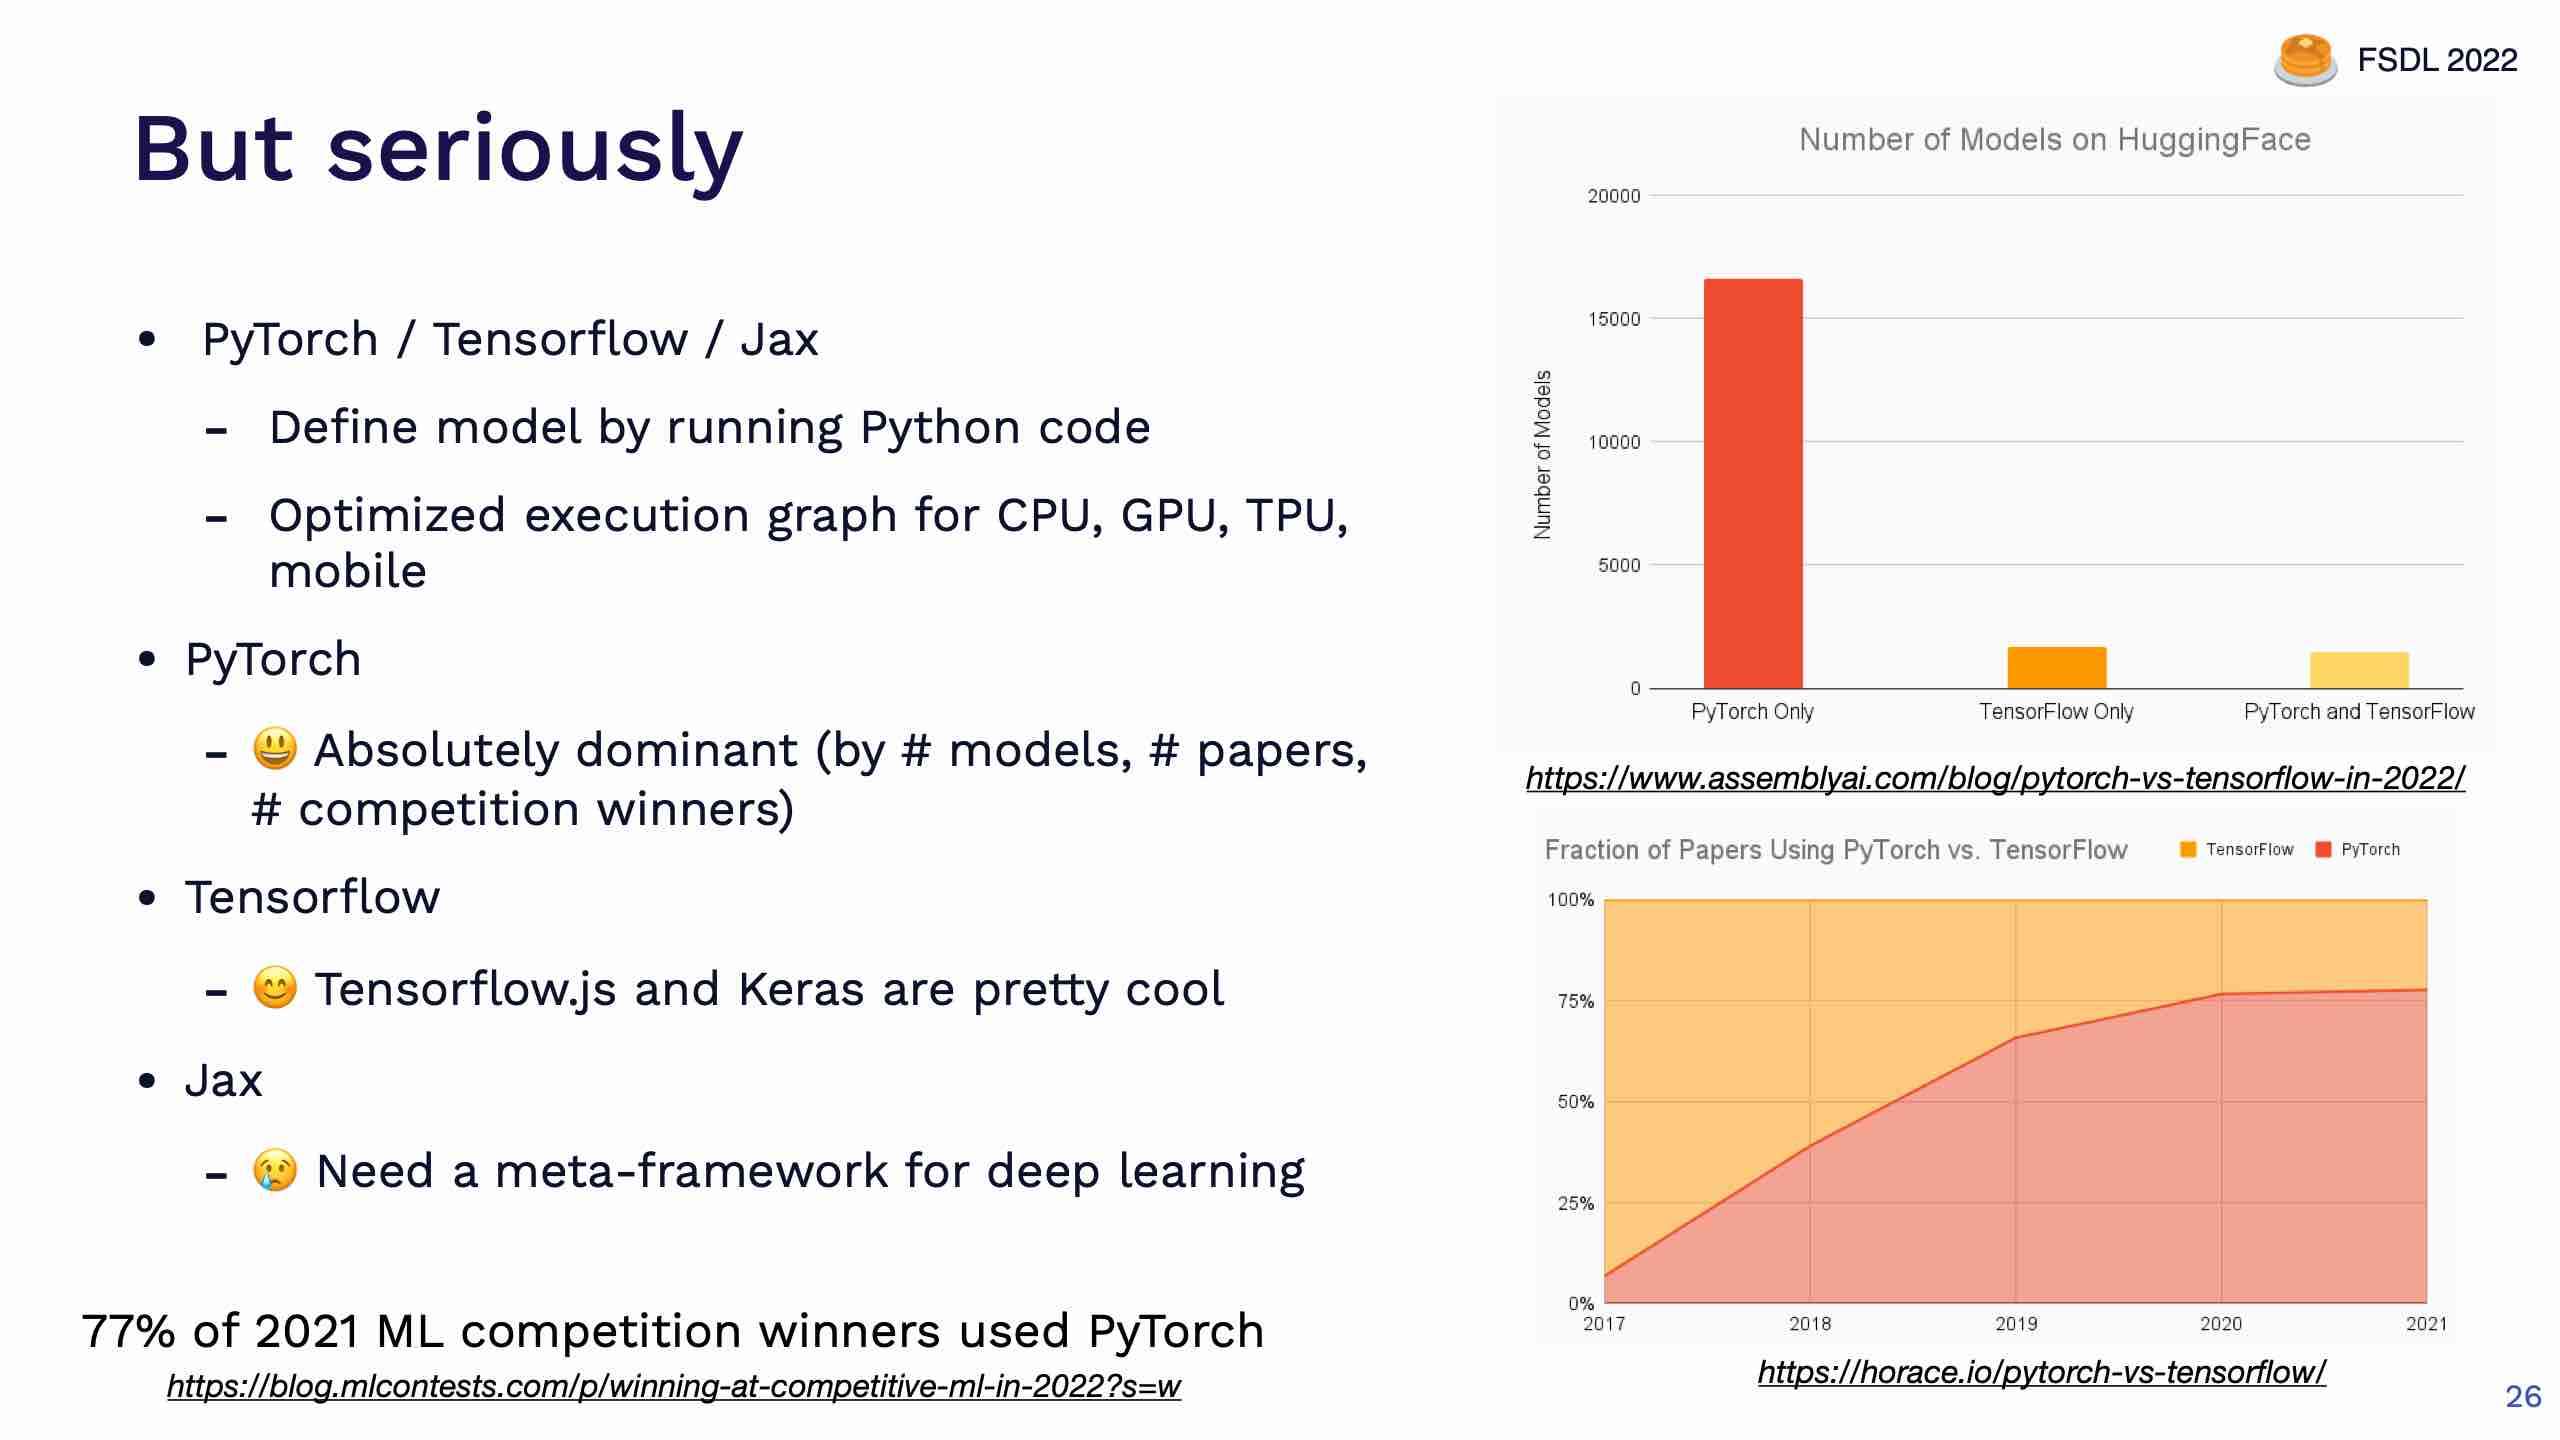 FSDL 2022
But seriously
• PyTorch / Tensorflow / Jax
- Define model by running Python code
- Optimized execution graph for CPU, GPU, TPU,
mobile
• PyTorch
- 😃 Absolutely dominant (by # models, # papers,
# competition winners)
• Tensorflow
- 😊 Tensorflow.js and Keras are pretty cool
• Jax
- 😢 Need a meta-framework for deep learning
77% of 2021 ML competition winners used PyTorch
https://blog.mlcontests.com/p/winning-at-competitive-ml-in-2022?s=w
Number of Models on HuggingFace
Number of Models
20000
15000
10000
5000
0
PyTorch Only
TensorFlow Only
PyTorch and TensorFlow
https://www.assemblyai.com/blog/pytorch-vs-tensorflow-in-2022/
Fraction of Papers Using PyTorch vs. TensorFlow
TensorFlow
PyTorch
100%
75%
50%
25%
0%
2017
2018
2019
2020
2021
https://horace.io/pytorch-vs-tensorflow/
26